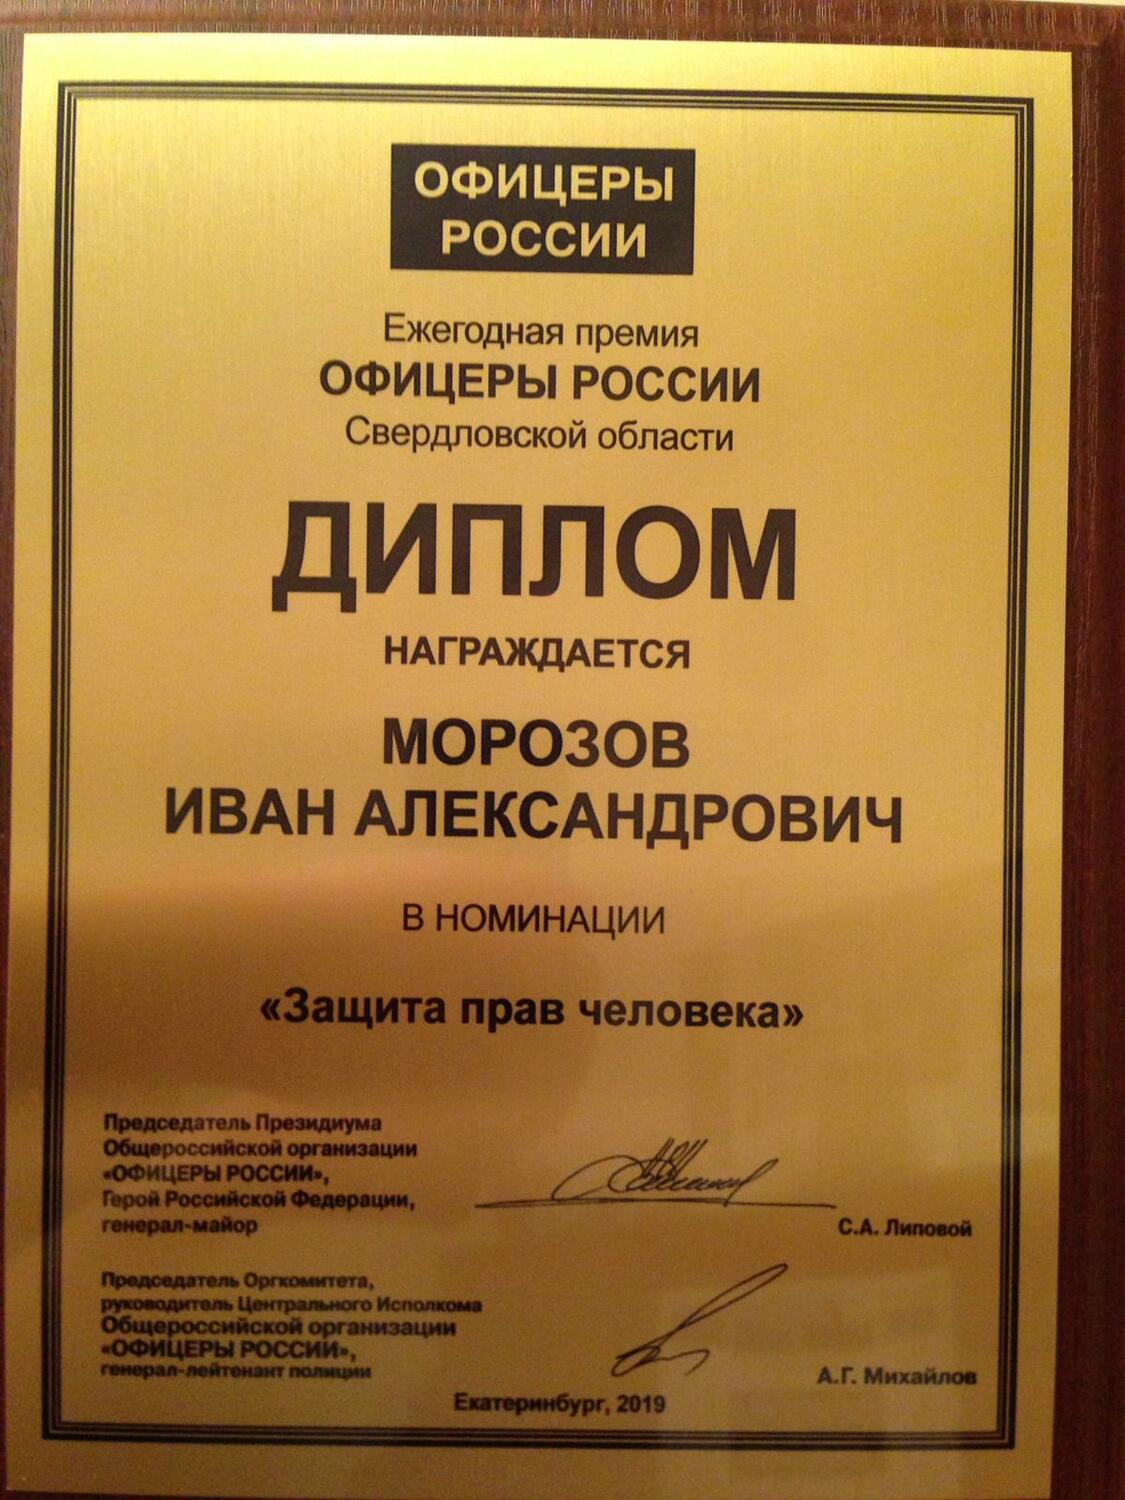 ОФИЦЕРЫ
РОССИИ
Ежегодная премия
ОФИЦЕРЫ РОССИИ
Свердловской области
ДИПЛОМ
НАГРАЖДАЕТСЯ
МОРОЗОВ
ИВАН АЛЕКСАНДРОВИЧ
В НОМИНАЦИИ
«Защита прав человека»
Председатель Президиума
Общероссийской организации
«ОФИЦЕРЫ РОССИИ»,
Герой Российской Федерации,
генерал-майор
С.А. Липовой
Председатель Оргкомитета,
руководитель Центрального Исполкома
Общероссийской организации
«ОФИЦЕРЫ РОССИИ»,
генерал-лейтенант полиции
А.Г. Михайлов
Екатеринбург, 2019